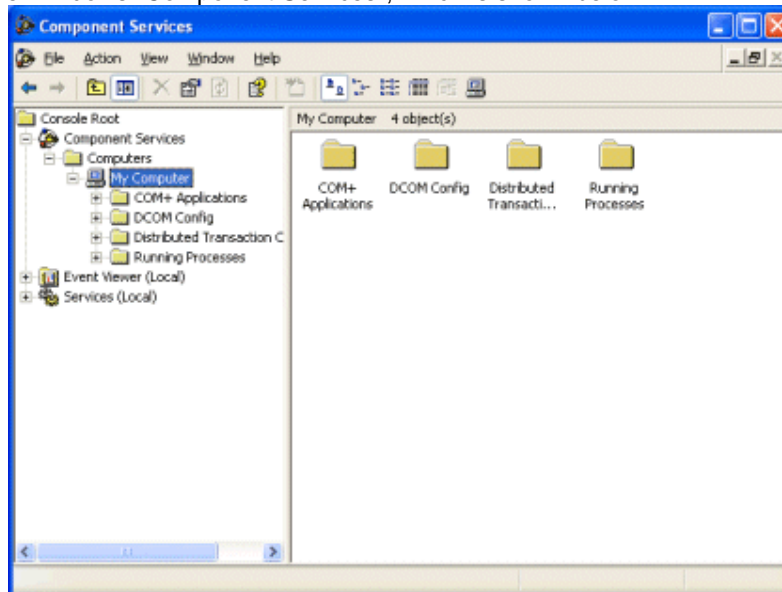 Component Services
File Action View Window Help
Console Root
Component Services
Computers
My Computer
COM+ Applications
DCOM Config
Distributed Transaction C
Running Processes
Event Viewer (Local)
Services (Local)
My Computer 4 object(s)
COM+ Applications
DCOM Config
Distributed Transacti...
Running Processes